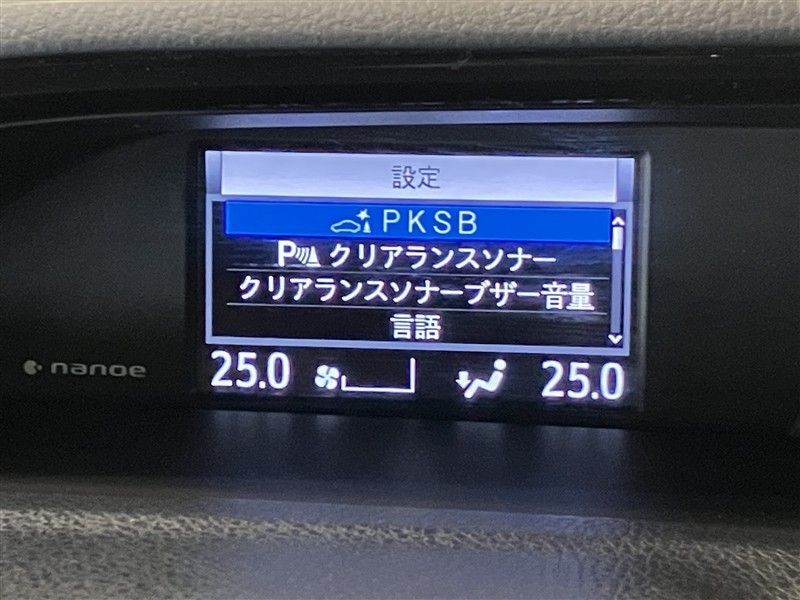 設定
PKSB
P クリアランスソナー
クリアランスソナーブザー音量
言語
nanoe
25.0 25.0